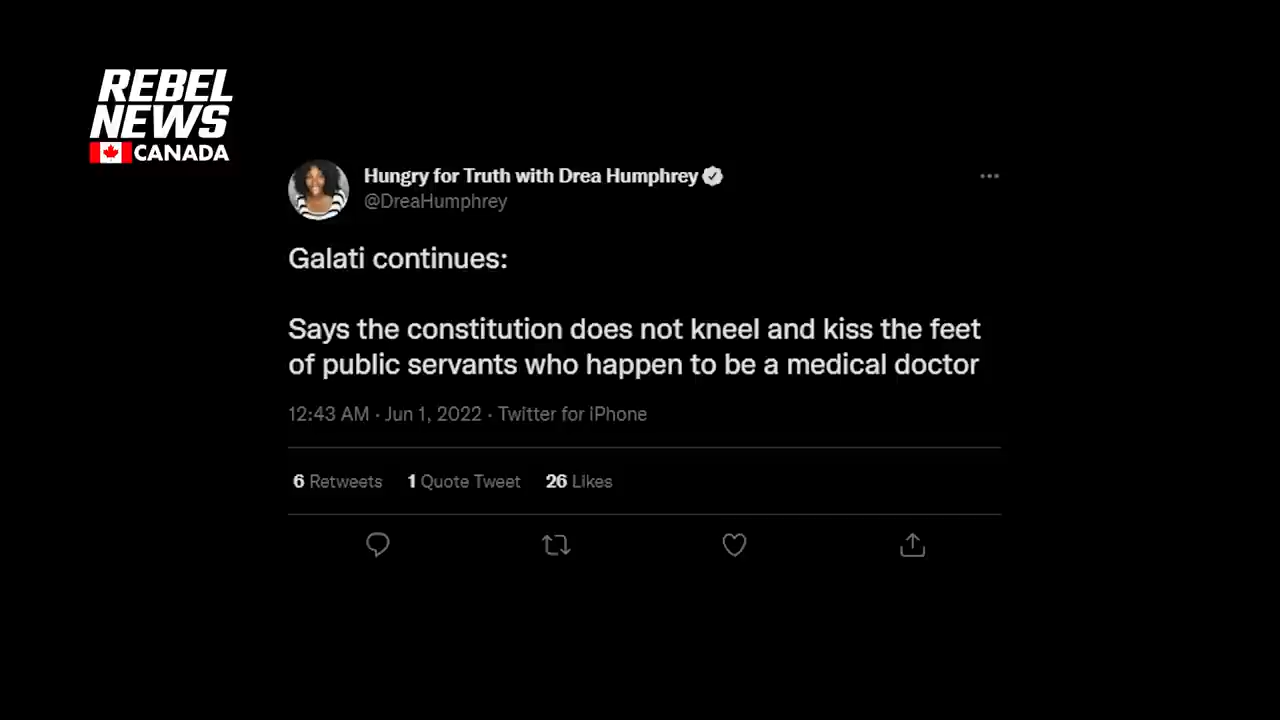 REBEL
NEWS
CANADA
Hungry for Truth with Drea Humphrey
@DreaHumphrey
Galati continues:
Says the constitution does not kneel and kiss the feet
of public servants who happen to be a medical doctor
12:43 AM · Jun 1, 2022 · Twitter for iPhone
6 Retweets 1 Quote Tweet 26 Likes